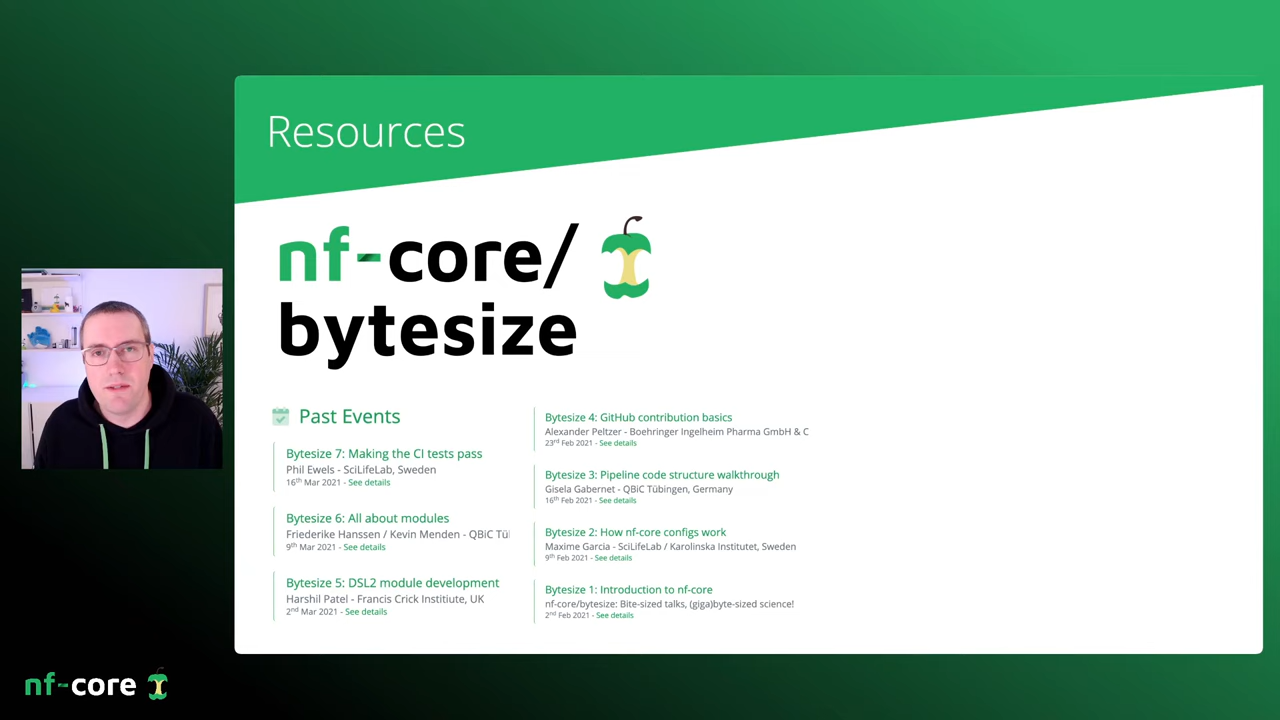 Resources
nf-core/
bytesize
Past Events
Bytesize 7: Making the CI tests pass
Phil Ewels - SciLifeLab, Sweden
16th Mar 2021 - See details
Bytesize 6: All about modules
Friederike Hanssen / Kevin Menden - QBiC Tü
9th Mar 2021 - See details
Bytesize 5: DSL2 module development
Harshil Patel - Francis Crick Institiute, UK
2nd Mar 2021 - See details
Bytesize 4: GitHub contribution basics
Alexander Peltzer - Boehringer Ingelheim Pharma GmbH & C
23rd Feb 2021 - See details
Bytesize 3: Pipeline code structure walkthrough
Gisela Gabernet - QBiC Tübingen, Germany
16th Feb 2021 - See details
Bytesize 2: How nf-core configs work
Maxime Garcia - SciLifeLab / Karolinska Institutet, Sweden
9th Feb 2021 - See details
Bytesize 1: Introduction to nf-core
nf-core/bytesize: Bite-sized talks, (giga)byte-sized science!
2nd Feb 2021 - See details
nf-core